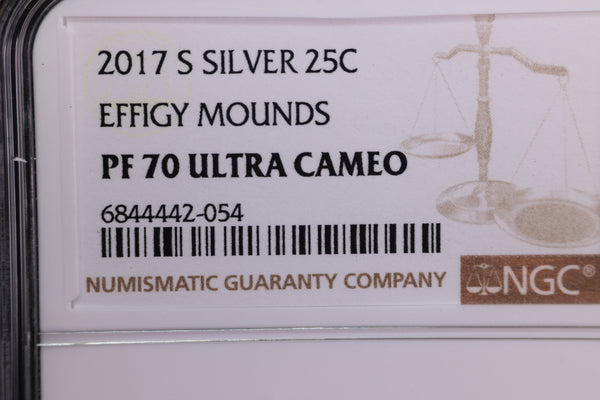 2017 S SILVER 25C
EFFIGY MOUNDS
PF 70 ULTRA CAMEO
6844442-054
NUMISMATIC GUARANTY COMPANY
NGC®